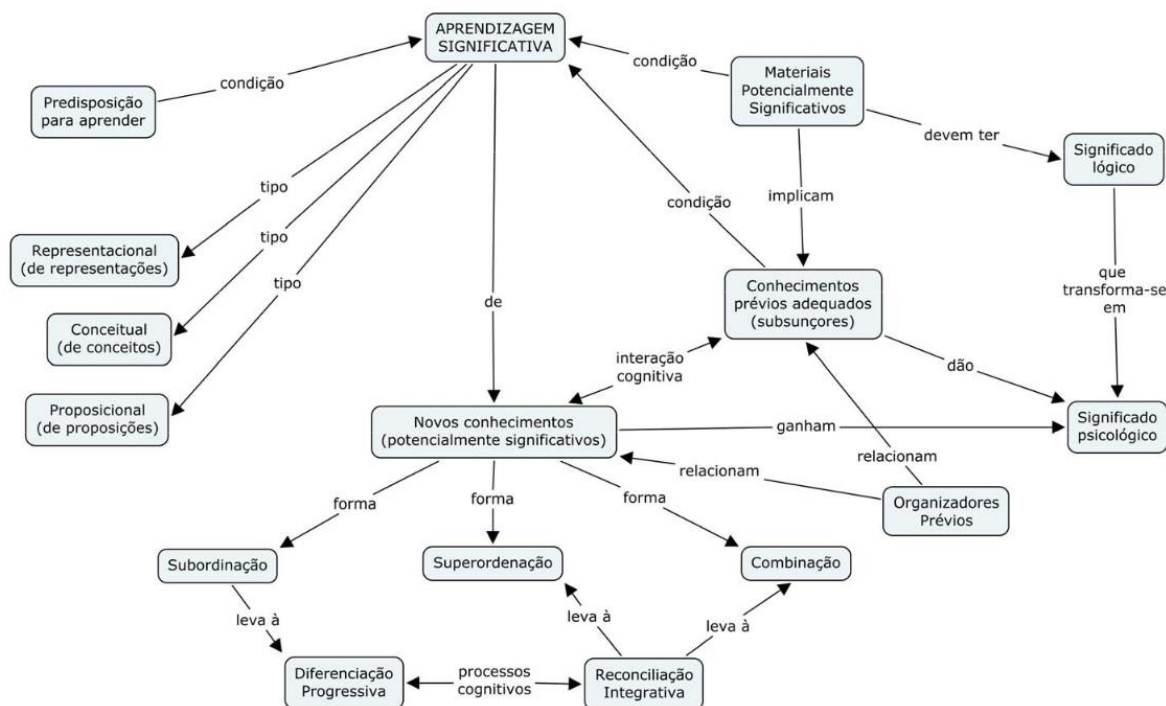 APRENDIZAGEM
SIGNIFICATIVA
condição
condição
Materiais
Potencialmente
Significativos
Predisposição
para aprender
devem ter
Significado
lógico
tipo
implicam
condição
Representacional
(de representações)
tipo
tipo
Conceitual
(de conceitos)
de
Conhecimentos
prévios adequados
(subsunçores)
que
transforma-se
em
interação
cognitiva
dão
Proposicional
(de proposições)
Novos conhecimentos
(potencialmente significativos)
ganham
Significado
psicológico
relacionam
relacionam
Organizadores
Prévios
forma
forma
forma
Subordinação
Superordenação
Combinação
leva à
leva à
leva à
Diferenciação
Progressiva
processos
cognitivos
Reconciliação
Integrativa